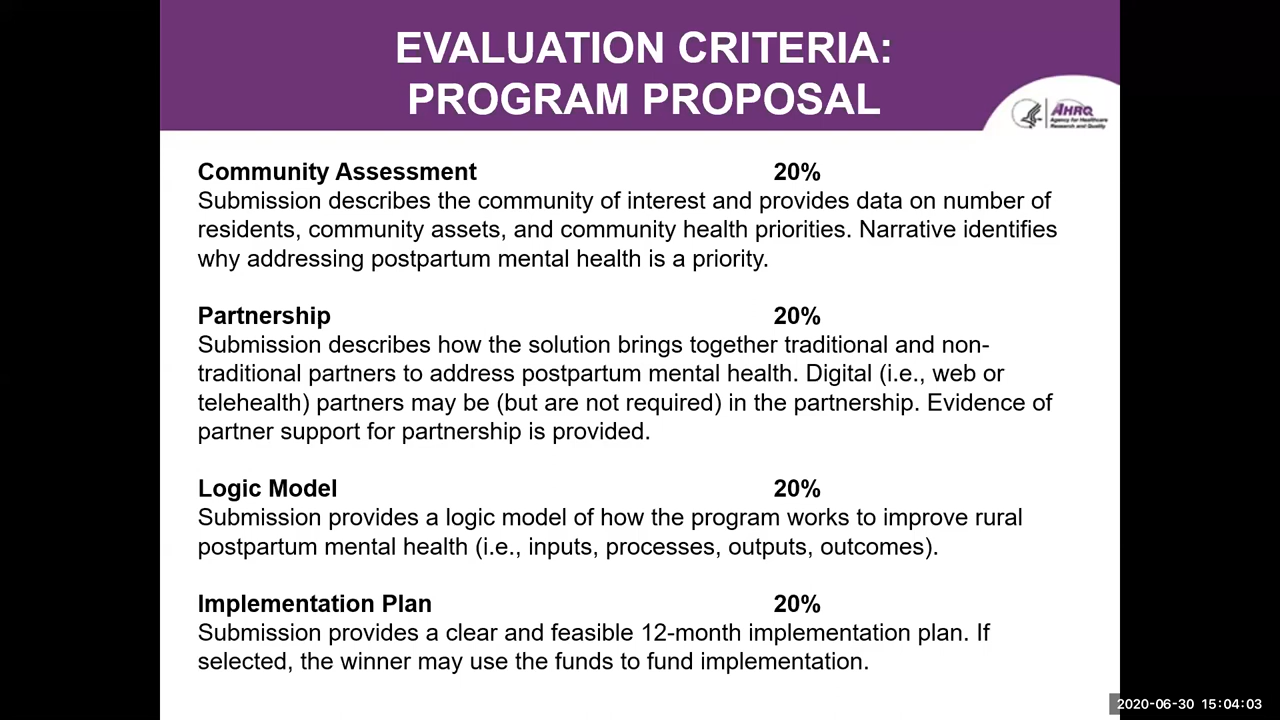 EVALUATION CRITERIA:
PROGRAM PROPOSAL
AHRQ
Agency for Healthcare
Research and Quality
Community Assessment 20%
Submission describes the community of interest and provides data on number of
residents, community assets, and community health priorities. Narrative identifies
why addressing postpartum mental health is a priority.
Partnership 20%
Submission describes how the solution brings together traditional and non-
traditional partners to address postpartum mental health. Digital (i.e., web or
telehealth) partners may be (but are not required) in the partnership. Evidence of
partner support for partnership is provided.
Logic Model 20%
Submission provides a logic model of how the program works to improve rural
postpartum mental health (i.e., inputs, processes, outputs, outcomes).
Implementation Plan 20%
Submission provides a clear and feasible 12-month implementation plan. If
selected, the winner may use the funds to fund implementation.
2020-06-30 15:04:03